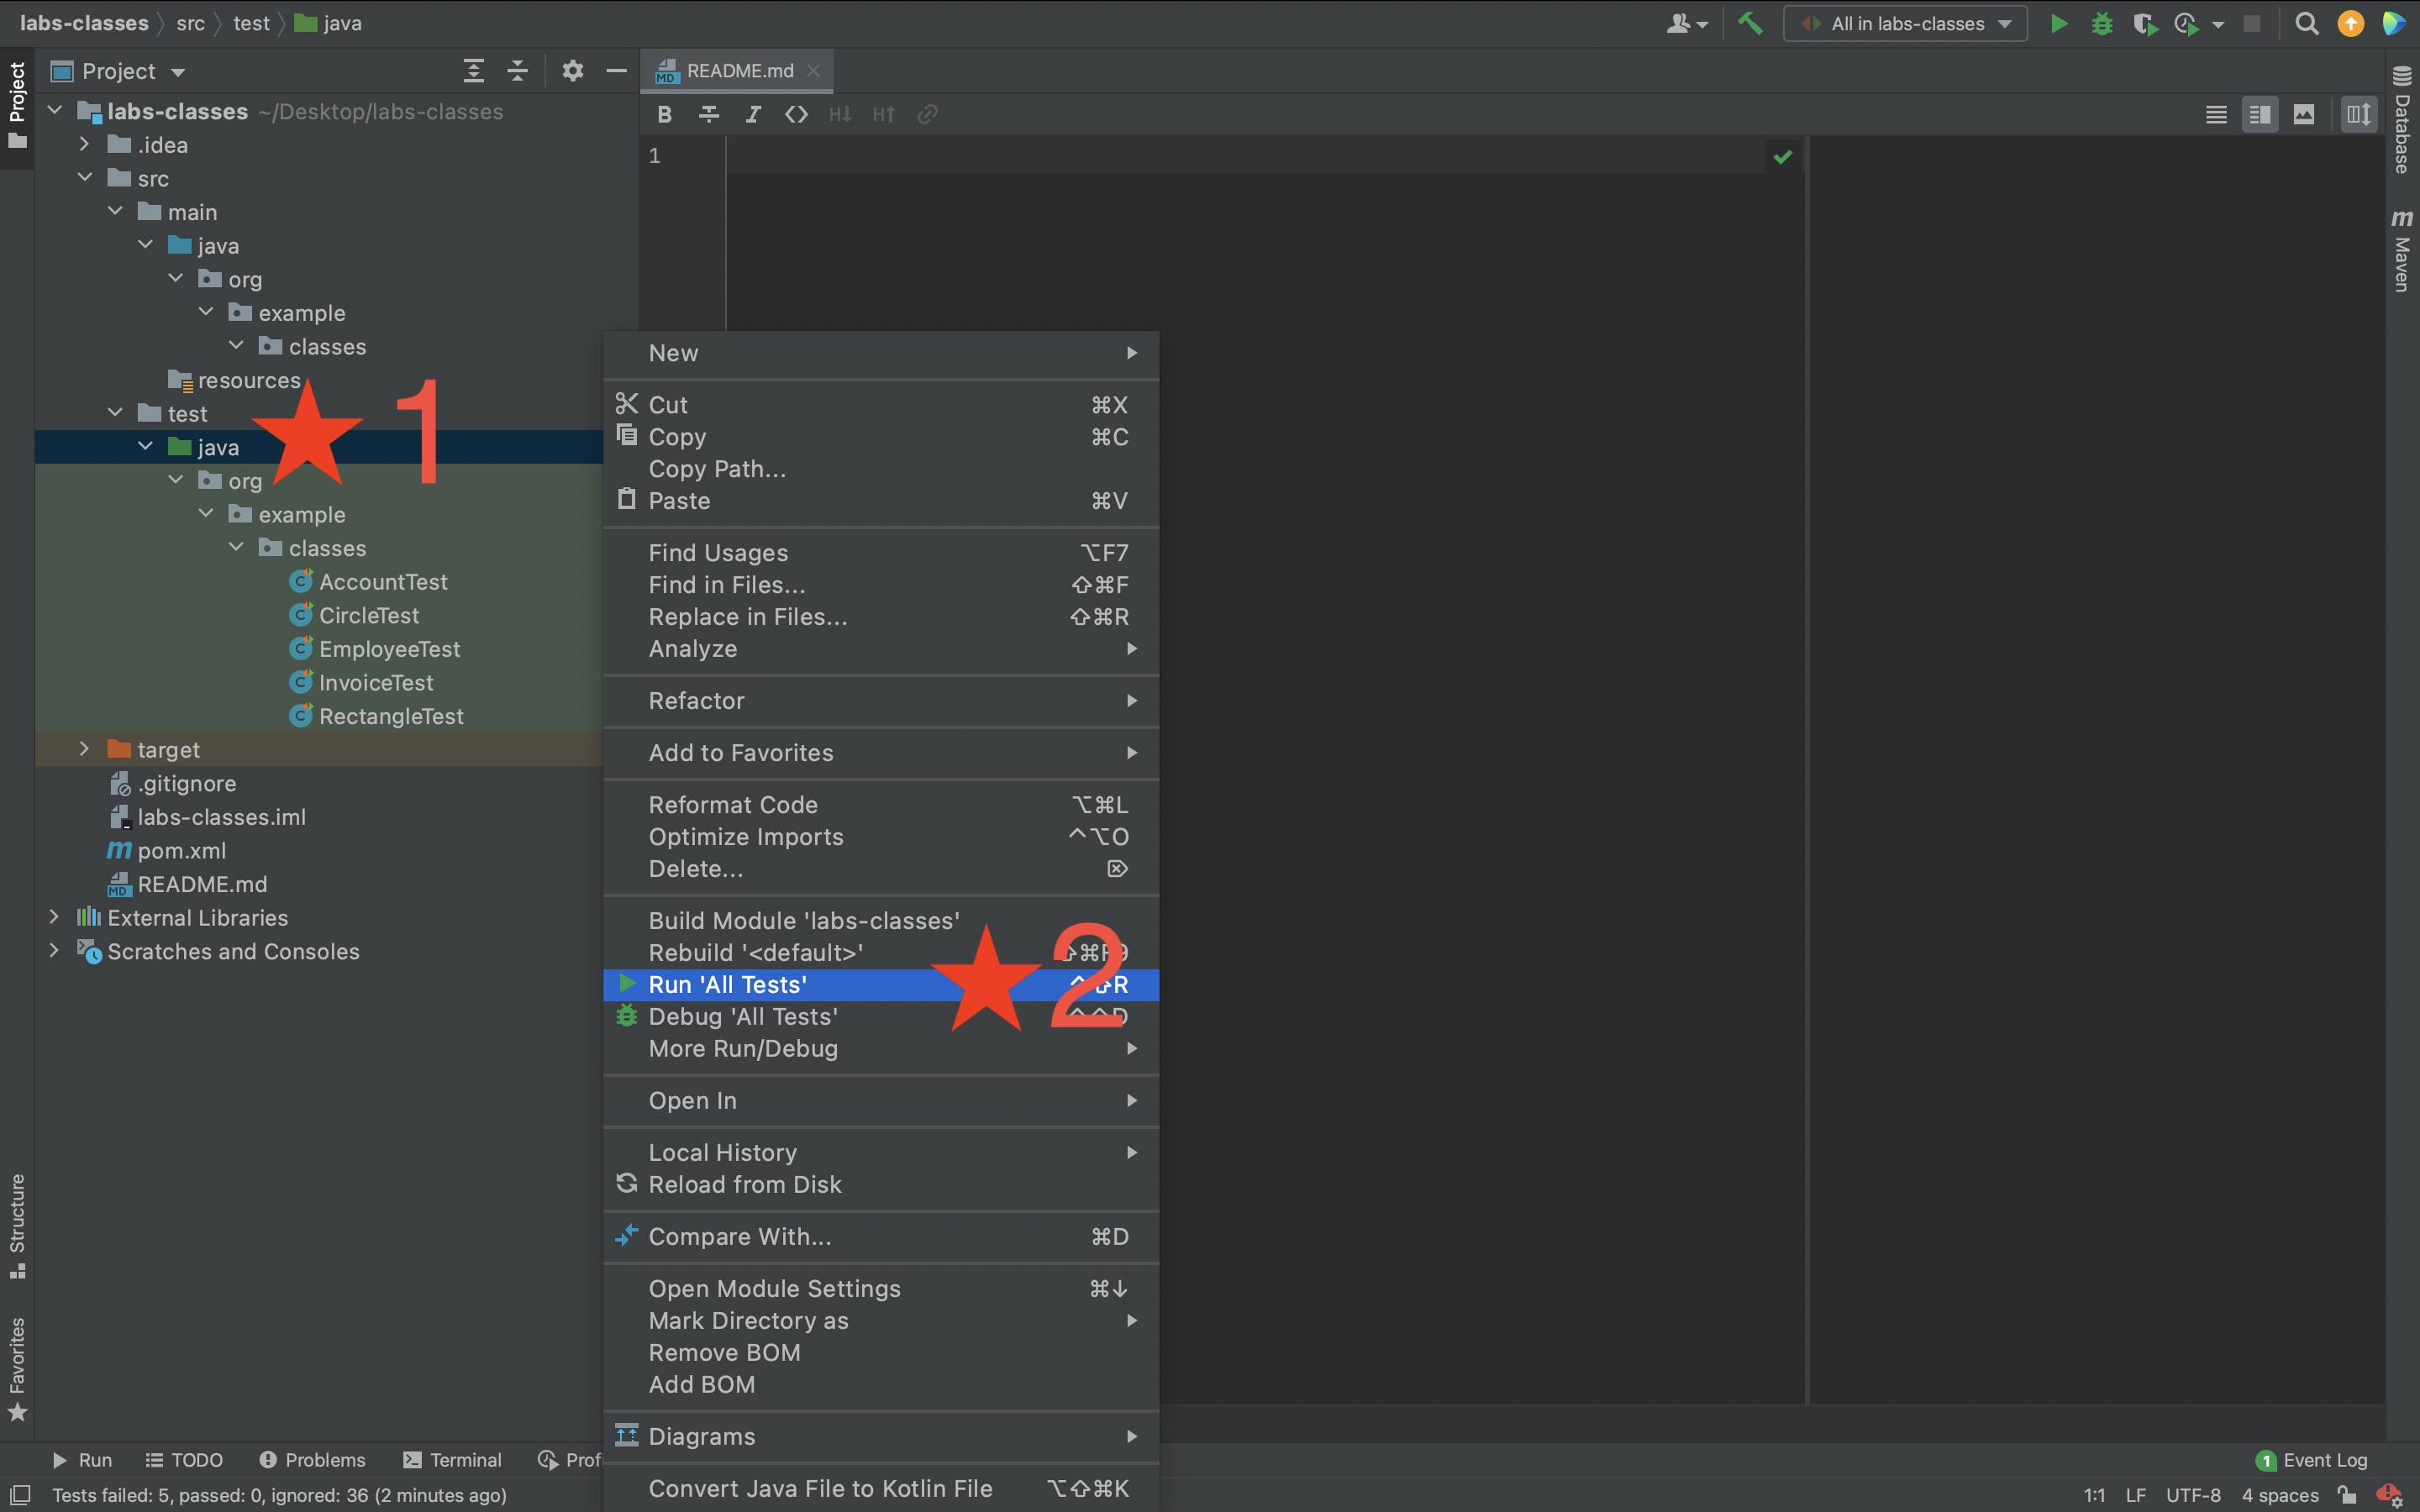 labs-classes src test java
All in labs-classes
Project
Project
README.md
labs-classes ~/Desktop/labs-classes
.idea
src
main
java
org
example
classes
resources
test
java
org
example
classes
AccountTest
CircleTest
EmployeeTest
InvoiceTest
RectangleTest
target
.gitignore
labs-classes.iml
pom.xml
README.md
External Libraries
Scratches and Consoles
1
2
B I <> H↓ H↑
1
New
Cut ⌘X
Copy ⌘C
Copy Path...
Paste ⌘V
Find Usages ⌥F7
Find in Files... ⇧⌘F
Replace in Files... ⇧⌘R
Analyze
Refactor
Add to Favorites
Reformat Code ⌥⌘L
Optimize Imports ^⌥O
Delete... ⌦
Build Module 'labs-classes'
Rebuild '<default>' ⇧⌘F9
Run 'All Tests' ^⇧R
Debug 'All Tests' ^⇧D
More Run/Debug
Open In
Local History
Reload from Disk
Compare With... ⌘D
Open Module Settings ⌘↓
Mark Directory as
Remove BOM
Add BOM
Diagrams
Convert Java File to Kotlin File ⌥⇧⌘K
Database
m Maven
Structure
Favorites
Run TODO Problems Terminal Profi
1 Event Log
Tests failed: 5, passed: 0, ignored: 36 (2 minutes ago)
1:1 LF UTF-8 4 spaces